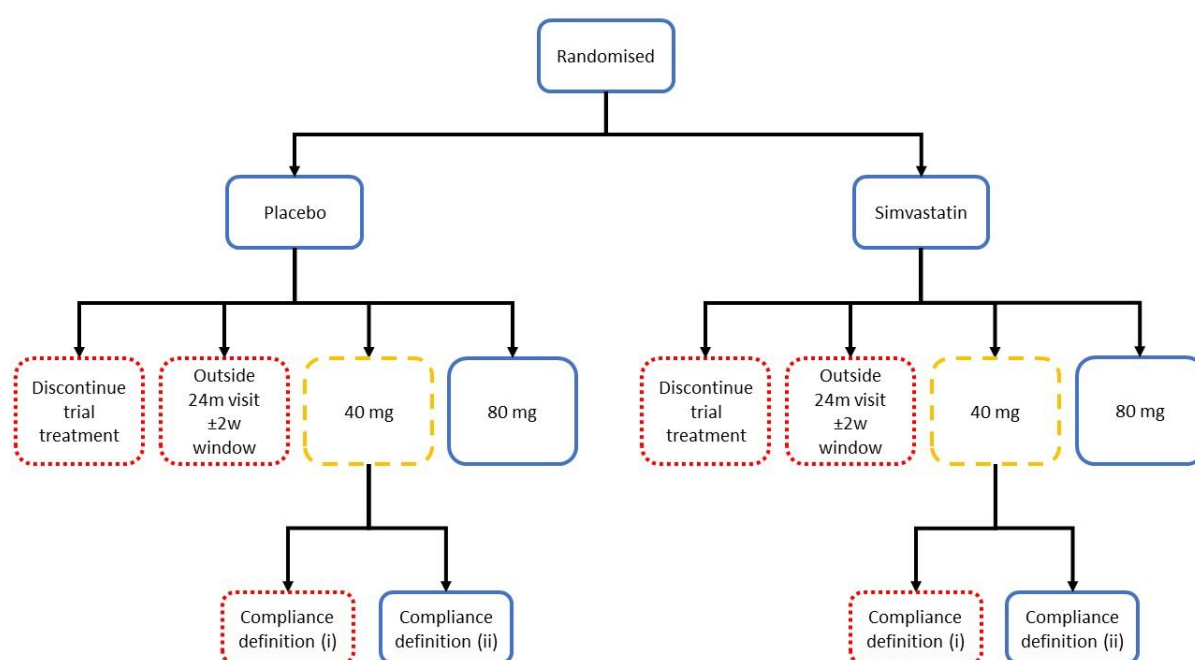 Randomised
Placebo
Simvastatin
Discontinue
trial
treatment
Outside
24m visit
±2w
window
40 mg
80 mg
Discontinue
trial
treatment
Outside
24m visit
±2w
window
40 mg
80 mg
Compliance
definition (i)
Compliance
definition (ii)
Compliance
definition (i)
Compliance
definition (ii)